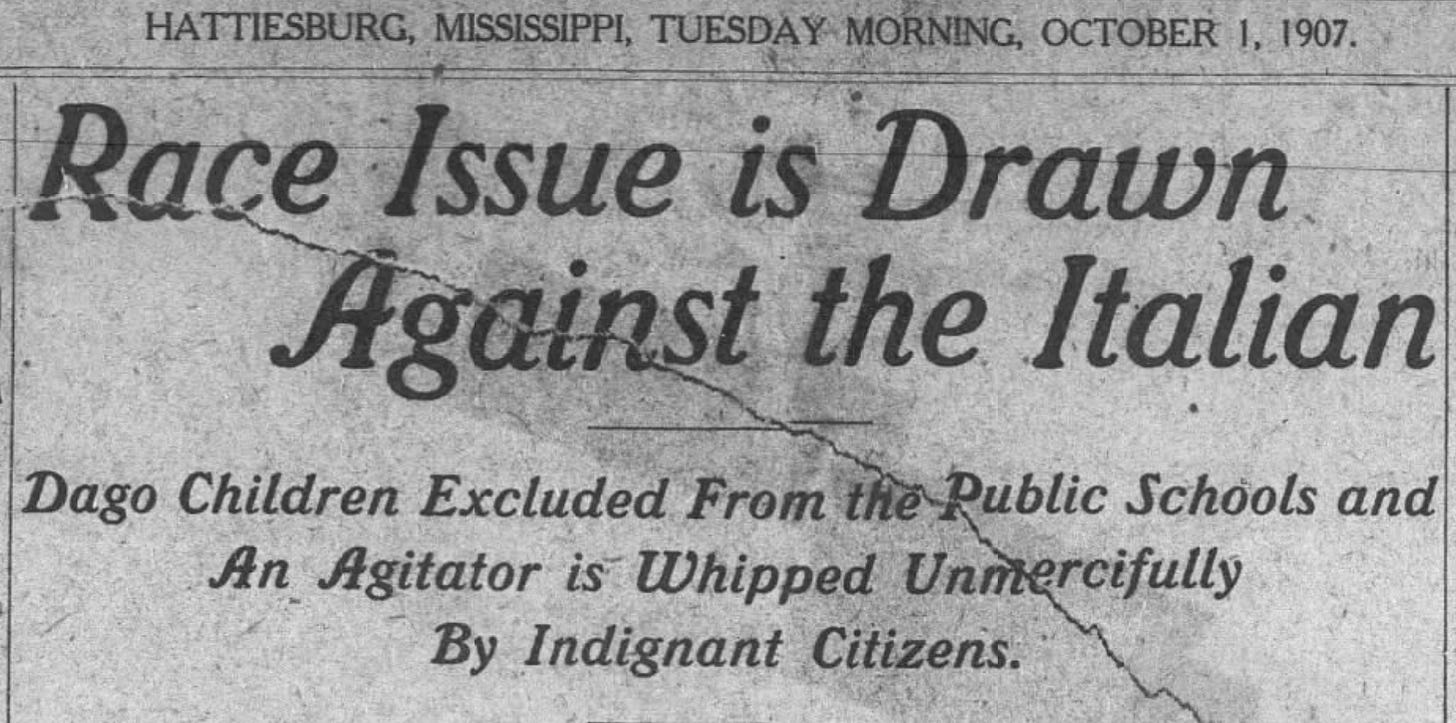 HATTIESBURG, MISSISSIPPI, TUESDAY MORNING, OCTOBER 1, 1907.
Race Issue is Drawn
Against the Italian
Dago Children Excluded From the Public Schools and
An Agitator is Whipped Unmercifully
By Indignant Citizens.